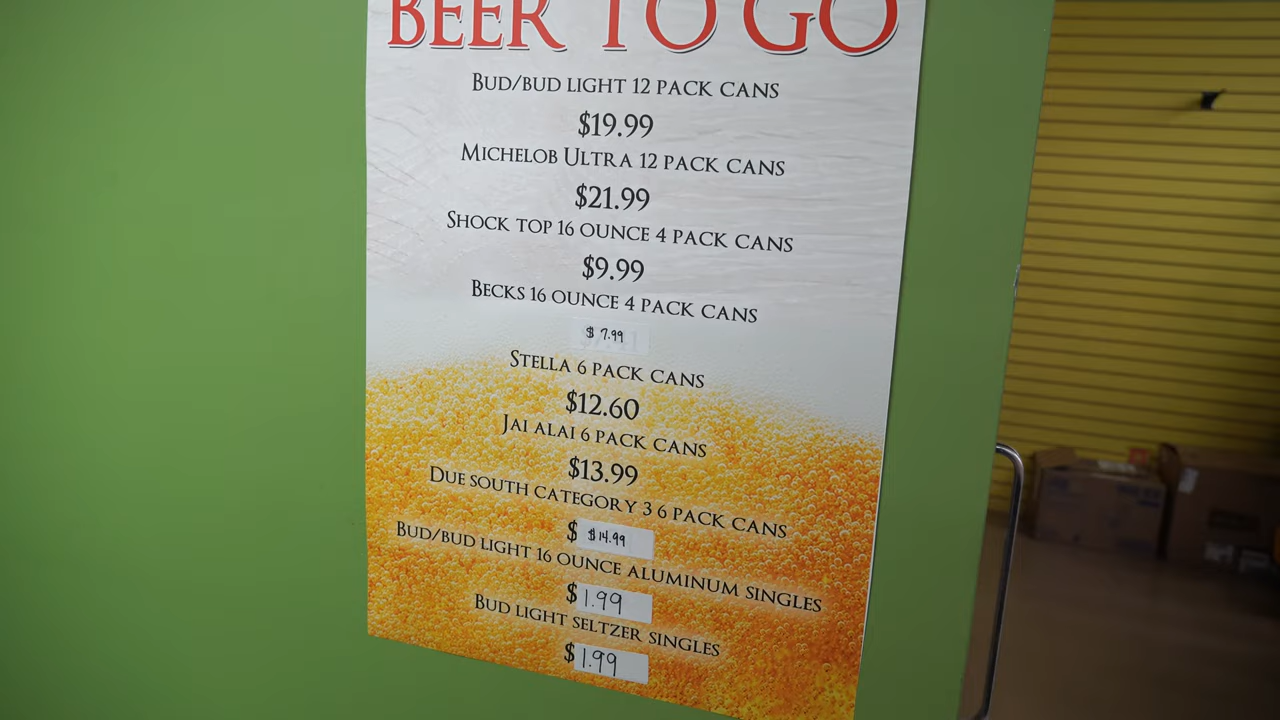 BEER TO GO
BUD/BUD LIGHT 12 PACK CANS
$19.99
MICHELOB ULTRA 12 PACK CANS
$21.99
SHOCK TOP 16 OUNCE 4 PACK CANS
$9.99
BECKS 16 OUNCE 4 PACK CANS
$ 7.99
STELLA 6 PACK CANS
$12.60
JAI ALAI 6 PACK CANS
$13.99
DUE SOUTH CATEGORY 3 6 PACK CANS
$ $14.99
BUD/BUD LIGHT 16 OUNCE ALUMINUM SINGLES
$ 1.99
BUD LIGHT SELTZER SINGLES
$ 1.99